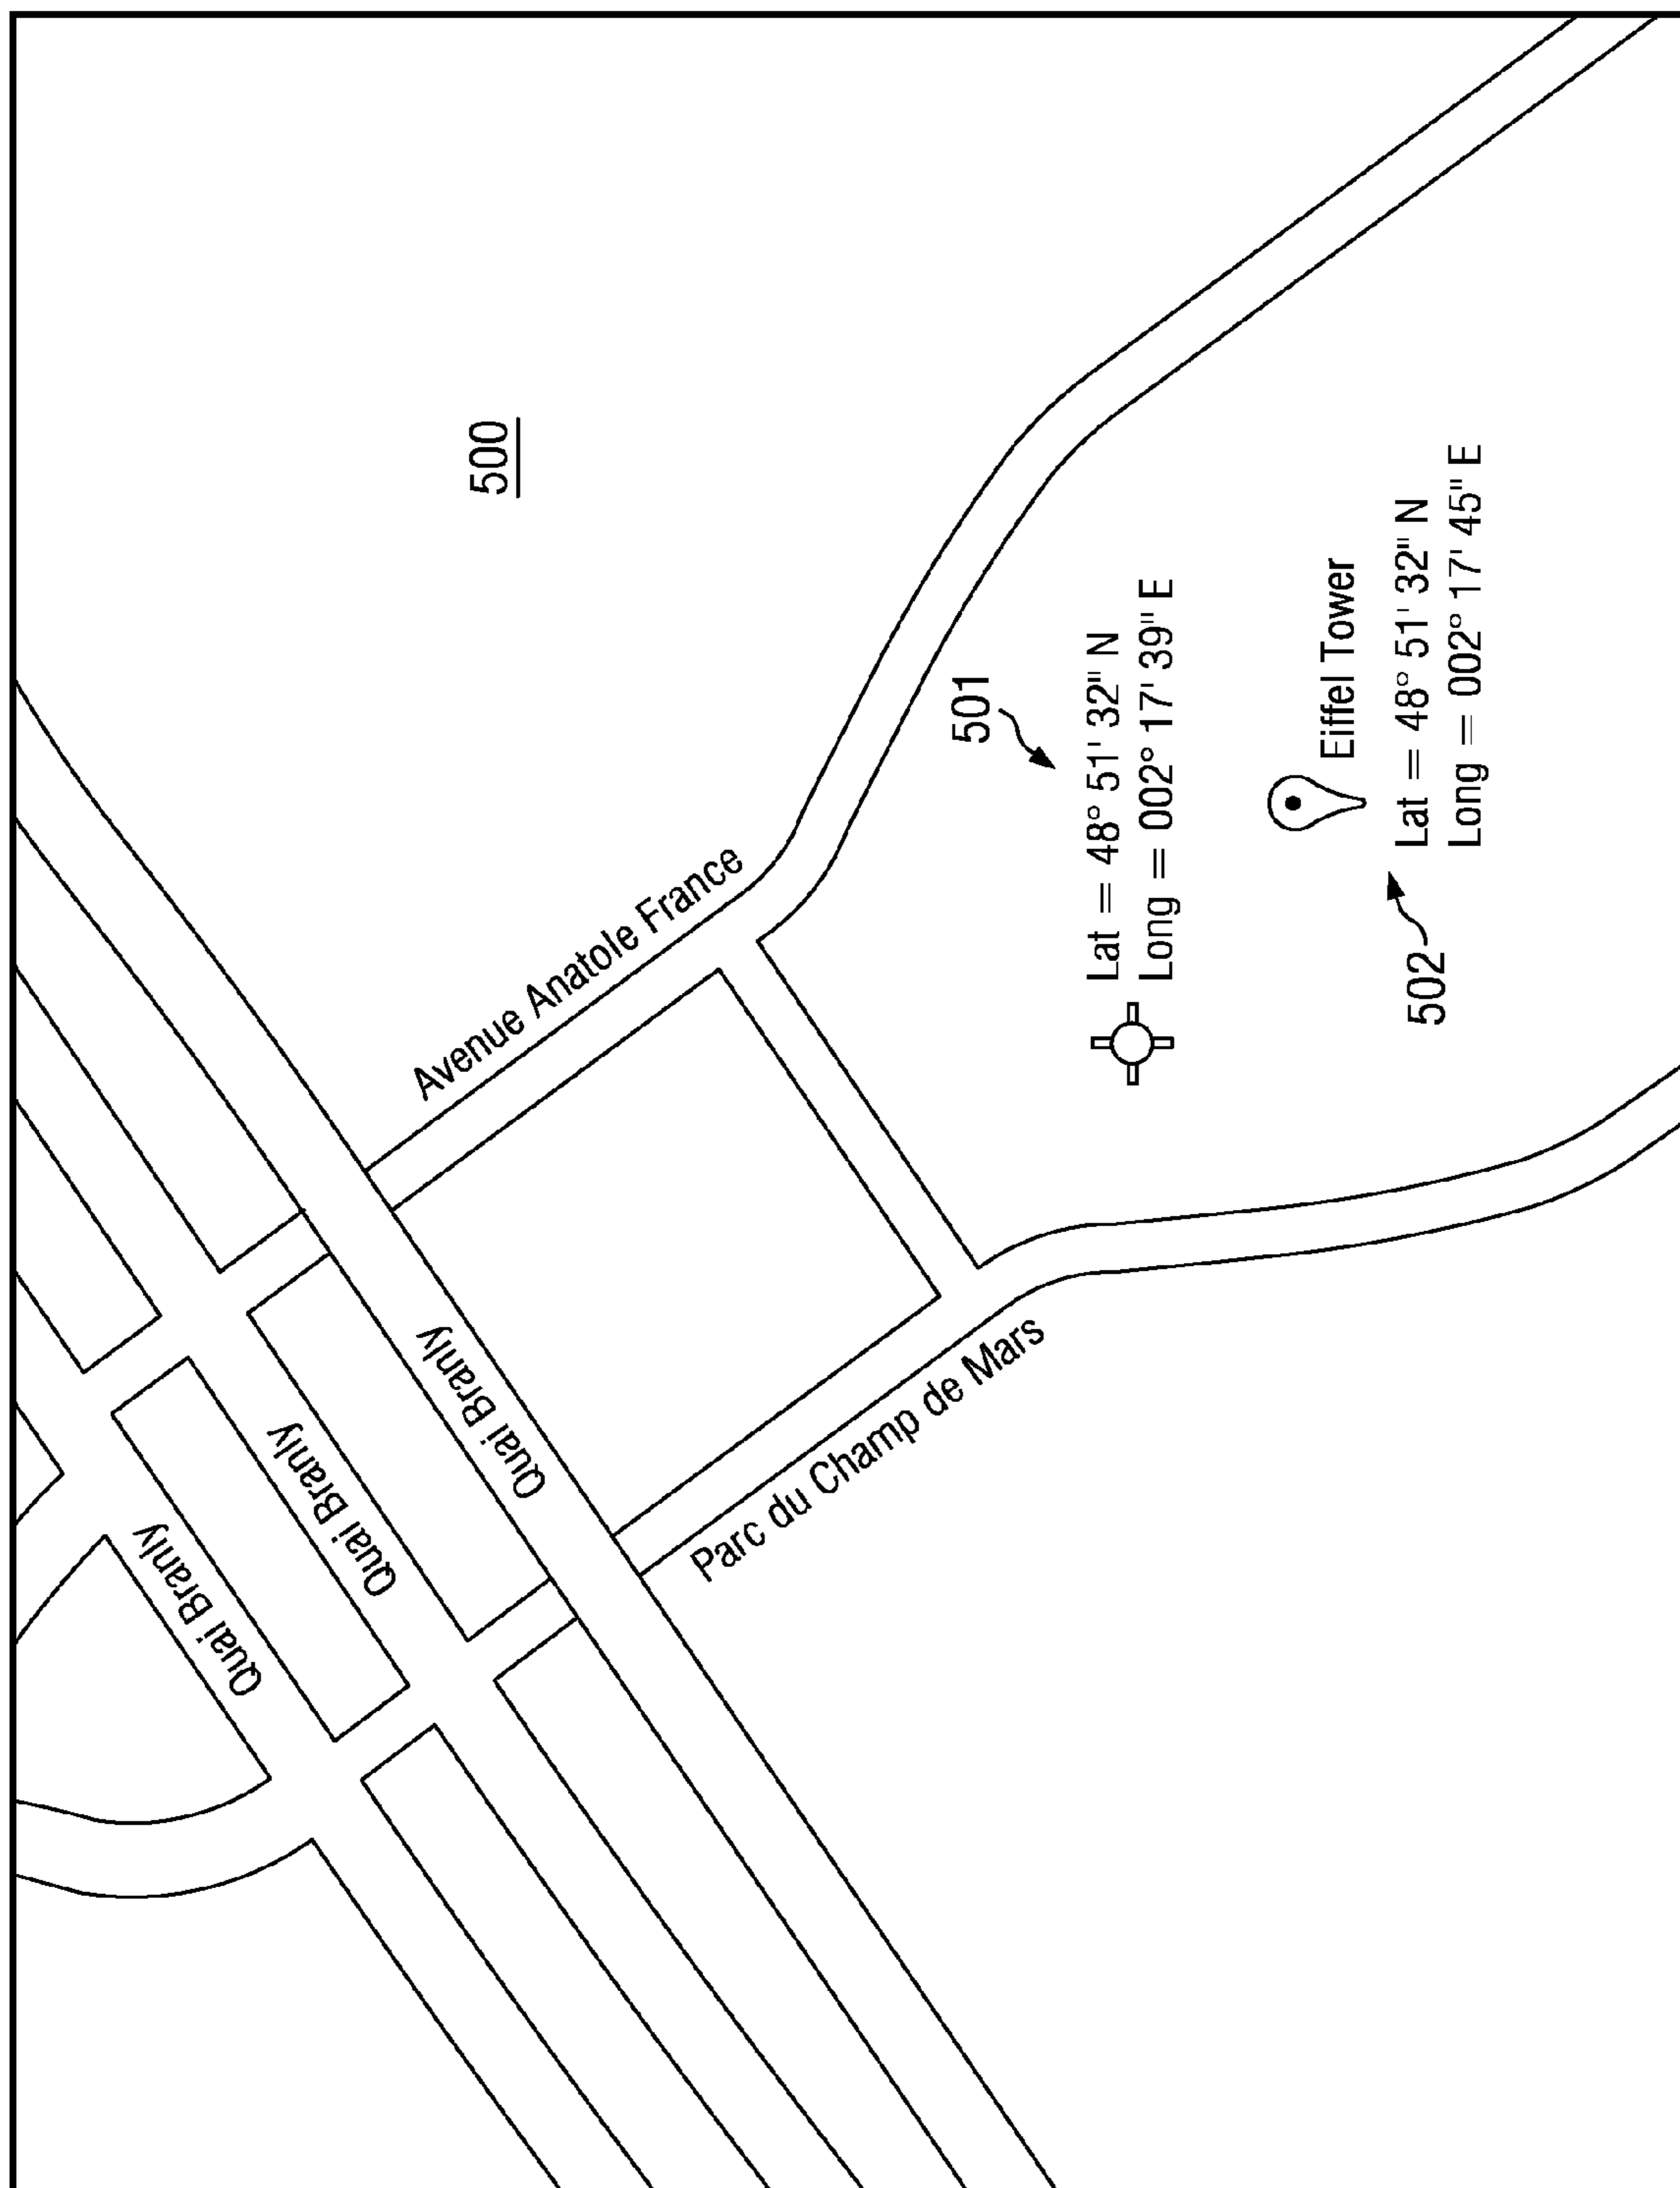 500
Avenue Anatole France
501
Lat = 48° 51' 32" N
Long = 002° 17' 39" E
Eiffel Tower
502
Lat = 48° 51' 32" N
Long = 002° 17' 45" E
Quai Branly
Quai Branly
Quai Branly
Parc du Champ de Mars